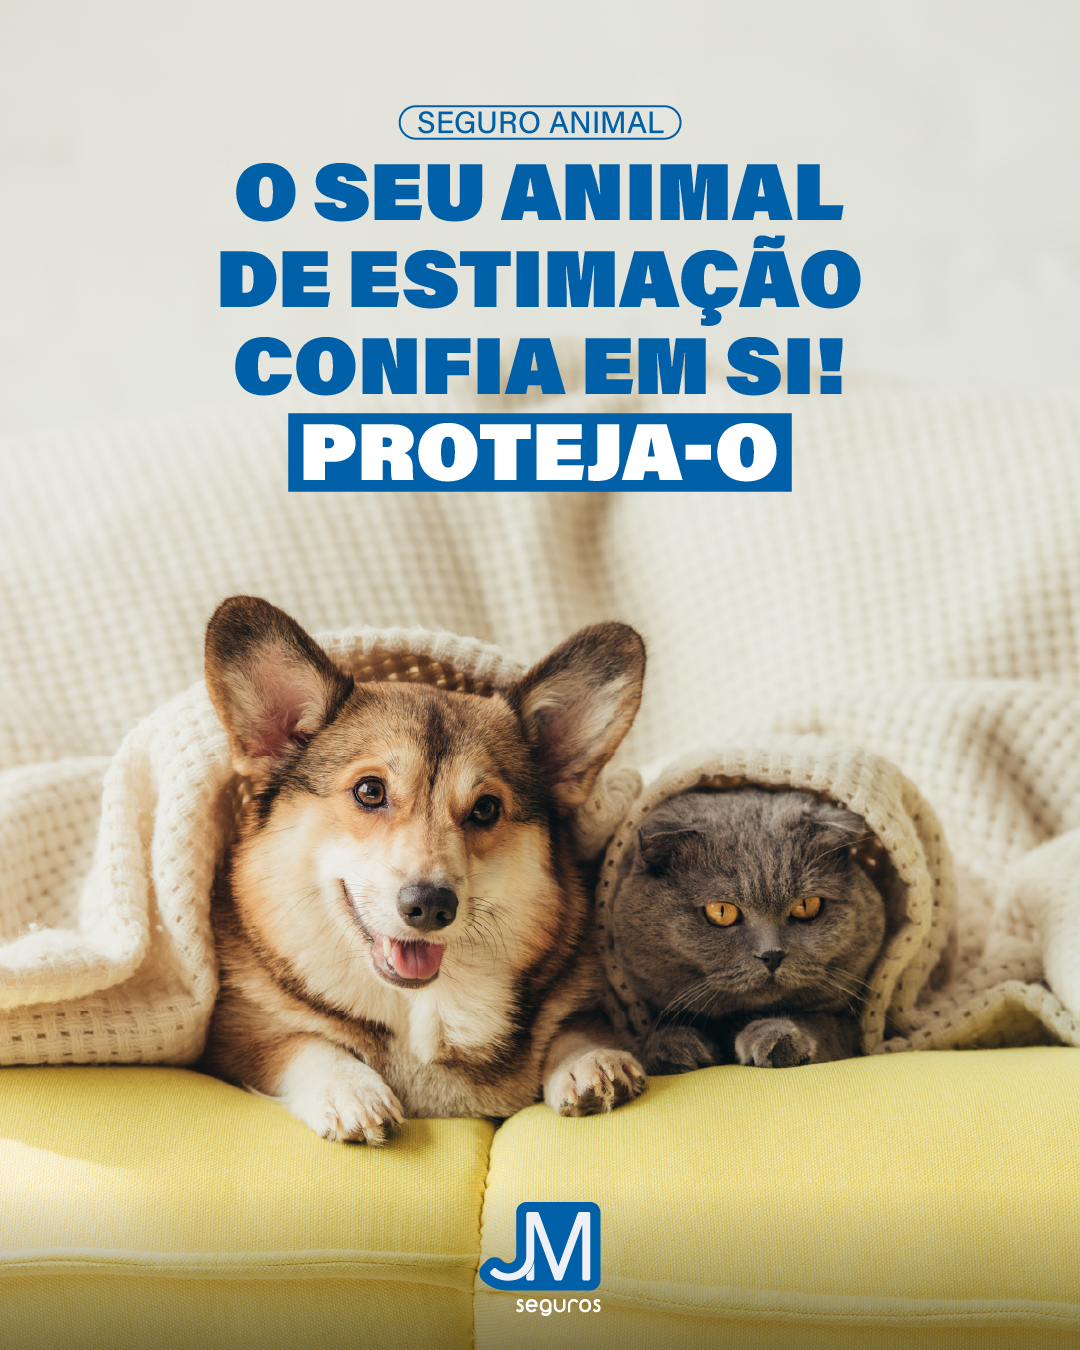 SEGURO ANIMAL
O SEU ANIMAL
DE ESTIMAÇÃO
CONFIA EM SI!
PROTEJA-O
JM
seguros